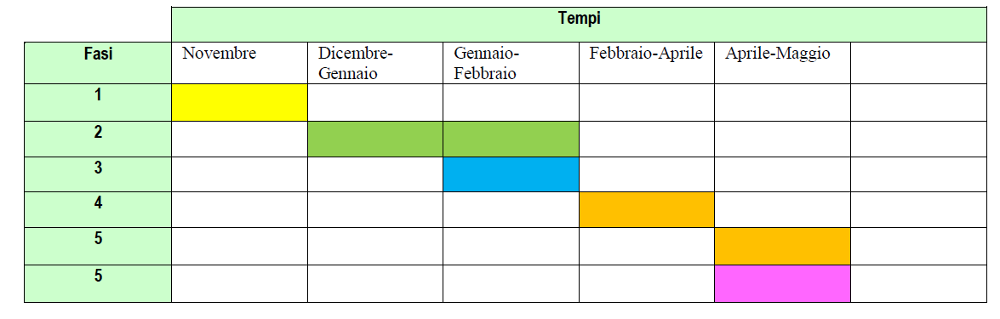 Tempi
Fasi
Novembre
Dicembre-
Gennaio
Gennaio-
Febbraio
Febbraio-Aprile
Aprile-Maggio
1
2
3
4
5
5